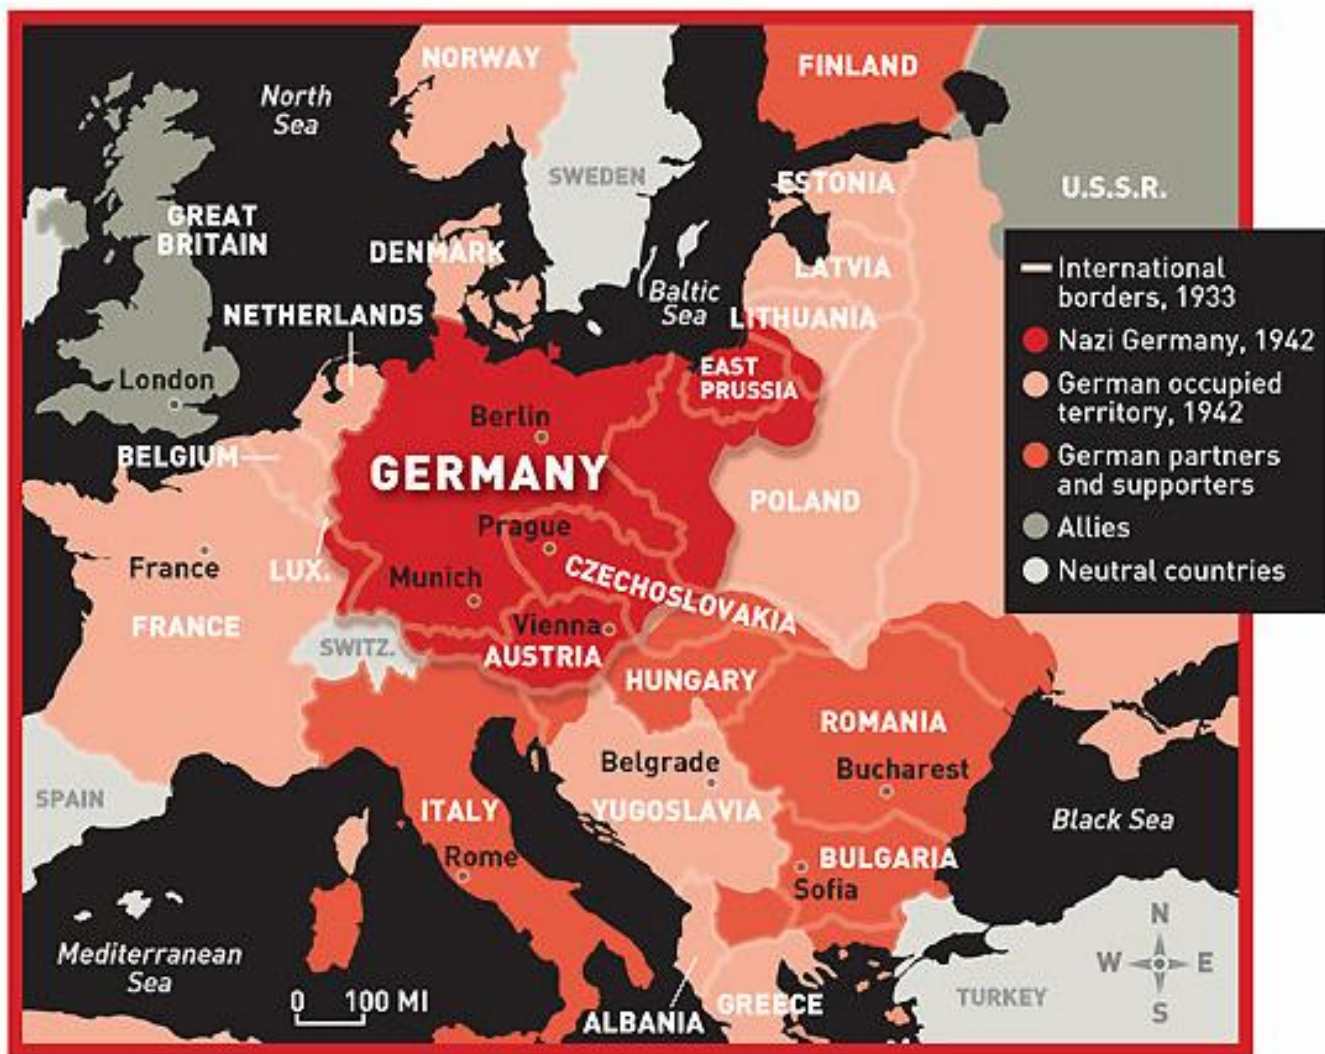 NORWAY
FINLAND
North
Sea
SWEDEN
ESTONIA
U.S.S.R.
GREAT
BRITAIN
DENMARK
LATVIA
Baltic
Sea
NETHERLANDS
LITHUANIA
EAST
PRUSSIA
London
Berlin
BELGIUM
GERMANY
POLAND
Prague
France
LUX.
Munich
CZECHOSLOVAKIA
FRANCE
SWITZ.
Vienna
AUSTRIA
HUNGARY
ROMANIA
Belgrade
Bucharest
SPAIN
ITALY
YUGOSLAVIA
Black Sea
Rome
BULGARIA
Sofia
Mediterranean
Sea
0 100 MI
ALBANIA
GREECE
TURKEY
N
W E
S
International
borders, 1933
Nazi Germany, 1942
German occupied
territory, 1942
German partners
and supporters
Allies
Neutral countries